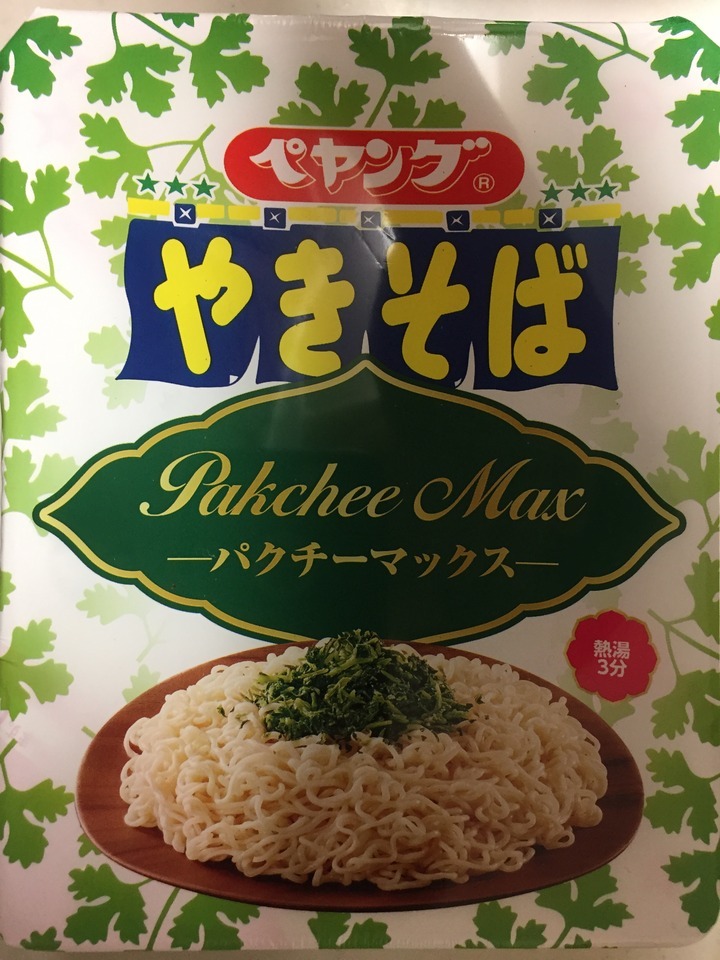 ペヤング®
やきそば
Pakchee Max
―パクチーマックス―
熱湯
3分